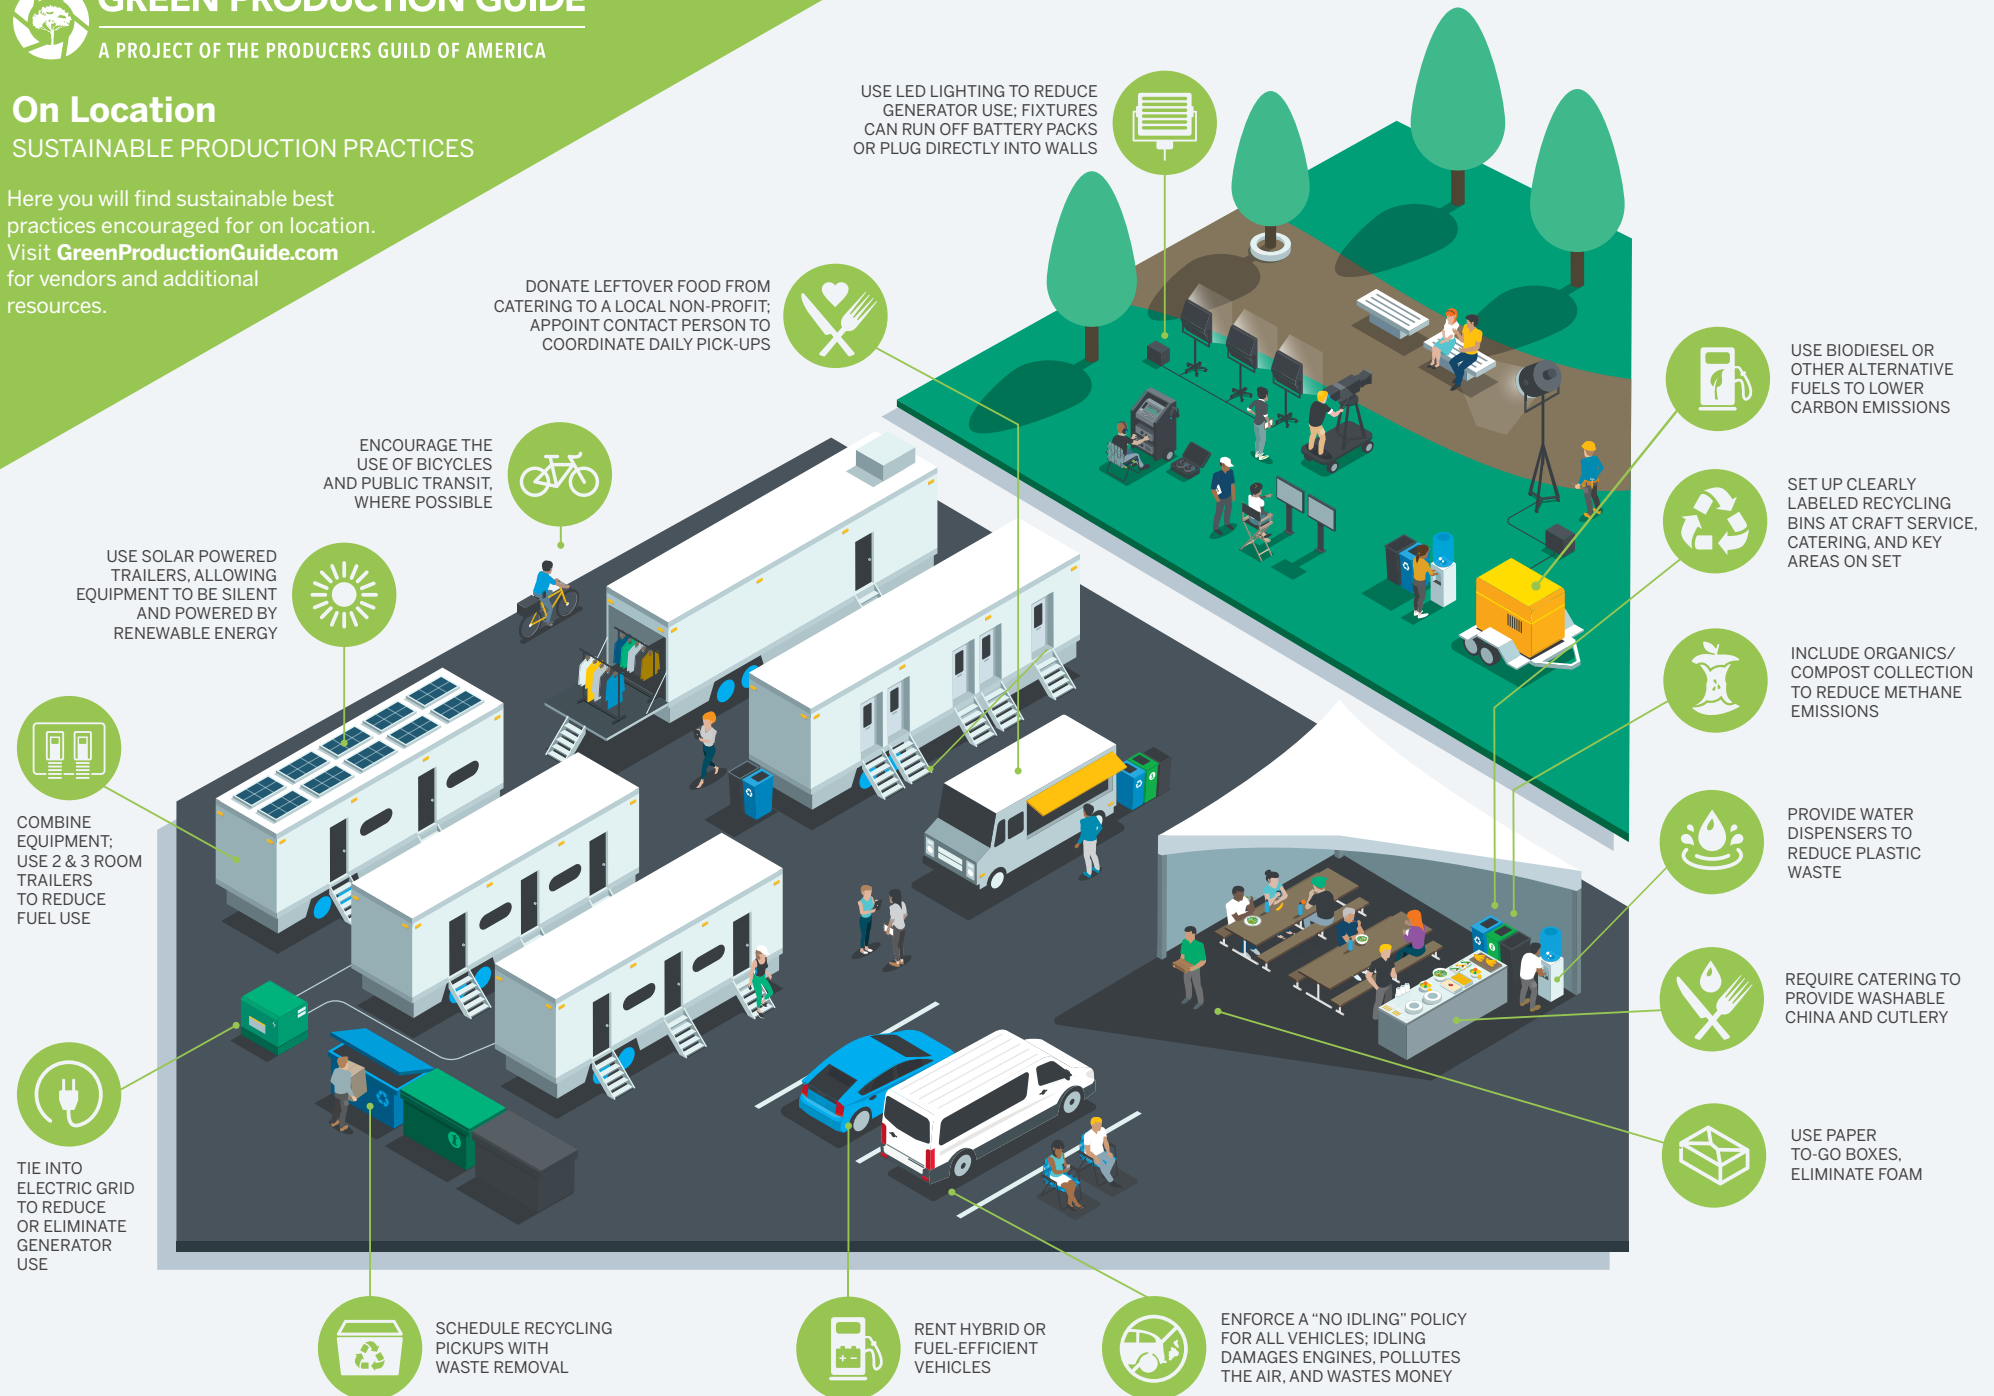 GREEN PRODUCTION GUIDE
A PROJECT OF THE PRODUCERS GUILD OF AMERICA
On Location
SUSTAINABLE PRODUCTION PRACTICES
Here you will find sustainable best
practices encouraged for on location.
Visit GreenProductionGuide.com
for vendors and additional
resources.
USE LED LIGHTING TO REDUCE
GENERATOR USE; FIXTURES
CAN RUN OFF BATTERY PACKS
OR PLUG DIRECTLY INTO WALLS
DONATE LEFTOVER FOOD FROM
CATERING TO A LOCAL NON-PROFIT;
APPOINT CONTACT PERSON TO
COORDINATE DAILY PICK-UPS
ENCOURAGE THE
USE OF BICYCLES
AND PUBLIC TRANSIT,
WHERE POSSIBLE
USE SOLAR POWERED
TRAILERS, ALLOWING
EQUIPMENT TO BE SILENT
AND POWERED BY
RENEWABLE ENERGY
COMBINE
EQUIPMENT;
USE 2 & 3 ROOM
TRAILERS
TO REDUCE
FUEL USE
TIE INTO
ELECTRIC GRID
TO REDUCE
OR ELIMINATE
GENERATOR
USE
SCHEDULE RECYCLING
PICKUPS WITH
WASTE REMOVAL
RENT HYBRID OR
FUEL-EFFICIENT
VEHICLES
ENFORCE A “NO IDLING” POLICY
FOR ALL VEHICLES; IDLING
DAMAGES ENGINES, POLLUTES
THE AIR, AND WASTES MONEY
USE BIODIESEL OR
OTHER ALTERNATIVE
FUELS TO LOWER
CARBON EMISSIONS
SET UP CLEARLY
LABELED RECYCLING
BINS AT CRAFT SERVICE,
CATERING, AND KEY
AREAS ON SET
INCLUDE ORGANICS/
COMPOST COLLECTION
TO REDUCE METHANE
EMISSIONS
PROVIDE WATER
DISPENSERS TO
REDUCE PLASTIC
WASTE
REQUIRE CATERING TO
PROVIDE WASHABLE
CHINA AND CUTLERY
USE PAPER
TO-GO BOXES,
ELIMINATE FOAM